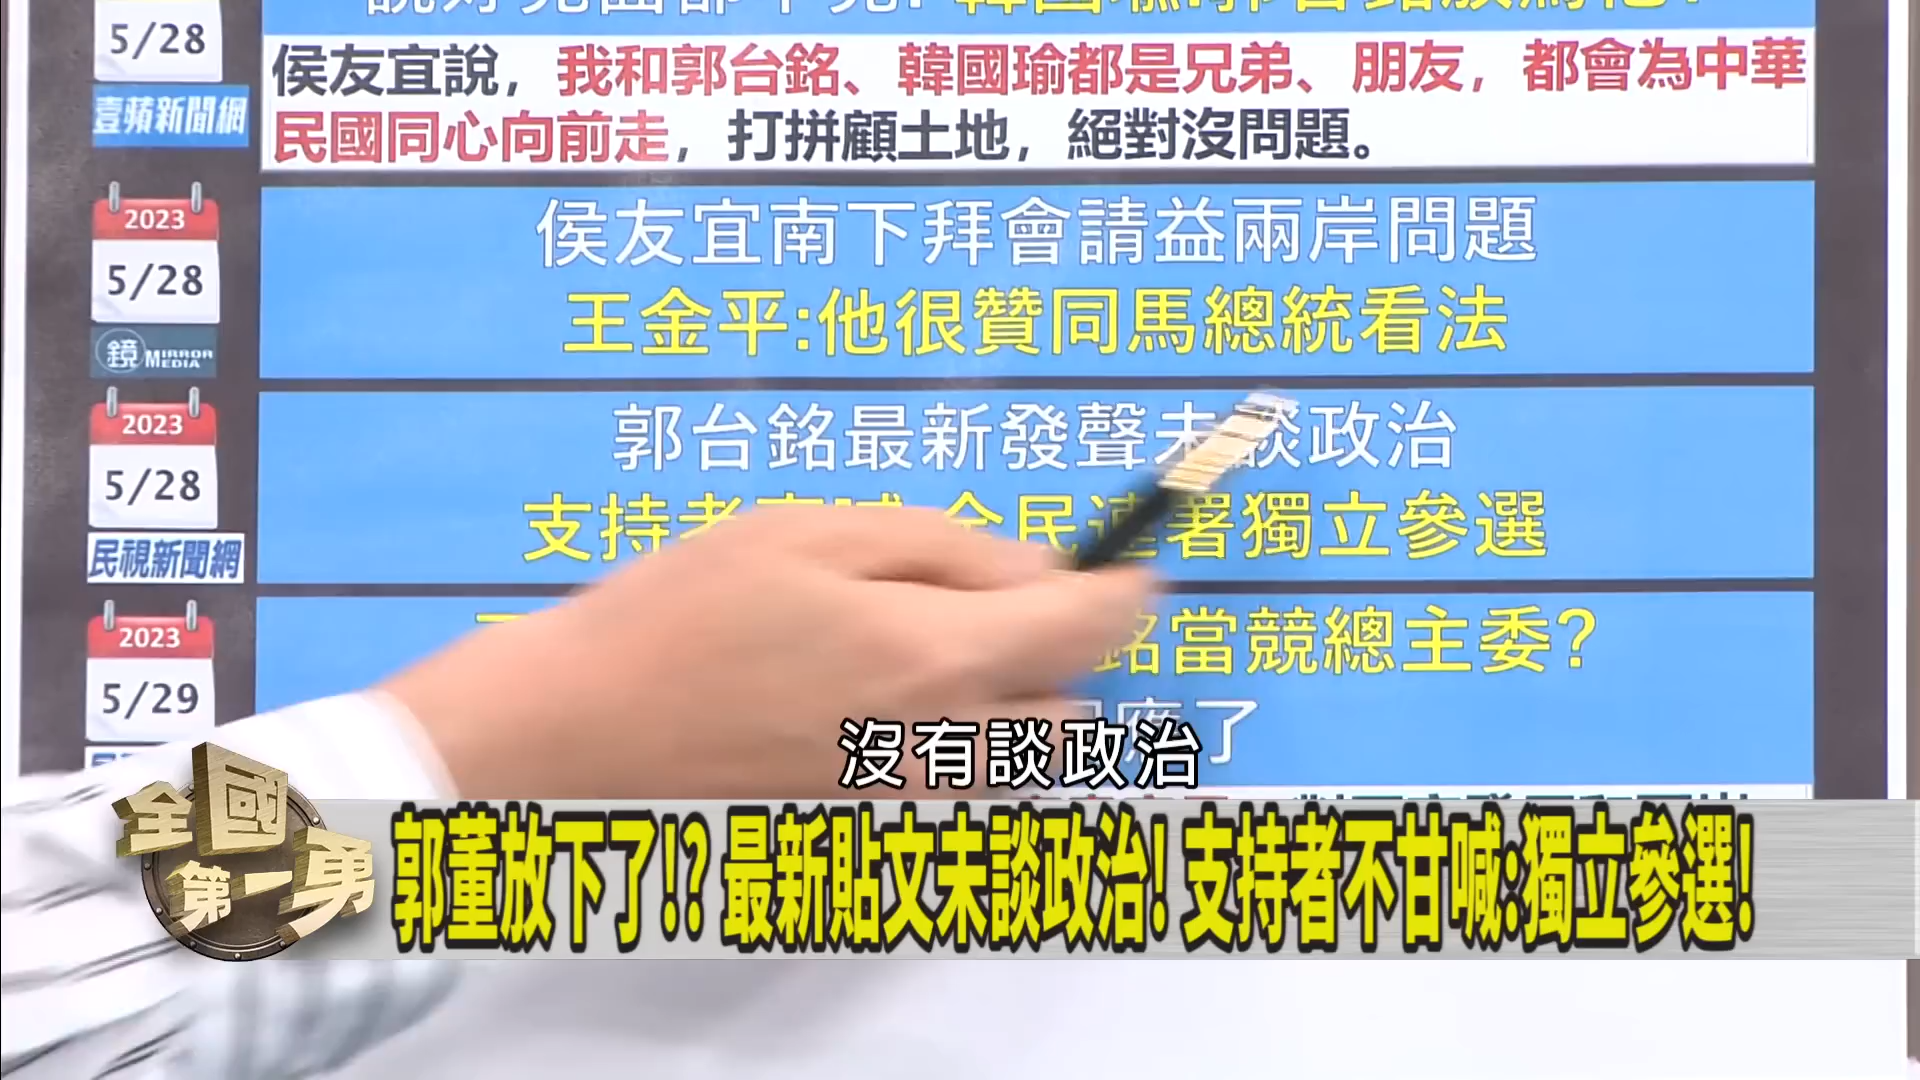 5/28
壹蘋新聞網
侯友宜說，我和郭台銘、韓國瑜都是兄弟、朋友，都會為中華
民國同心向前走，打拼顧土地，絕對沒問題。
2023
5/28
鏡 MIRROR MEDIA
侯友宜南下拜會請益兩岸問題
王金平:他很贊同馬總統看法
2023
5/28
民視新聞網
郭台銘最新發聲未談政治
支持者 全民連署獨立參選
2023
5/29
銘當競總主委?
了
沒有談政治
全國第一勇
郭董放下了!? 最新貼文未談政治! 支持者不甘喊:獨立參選!